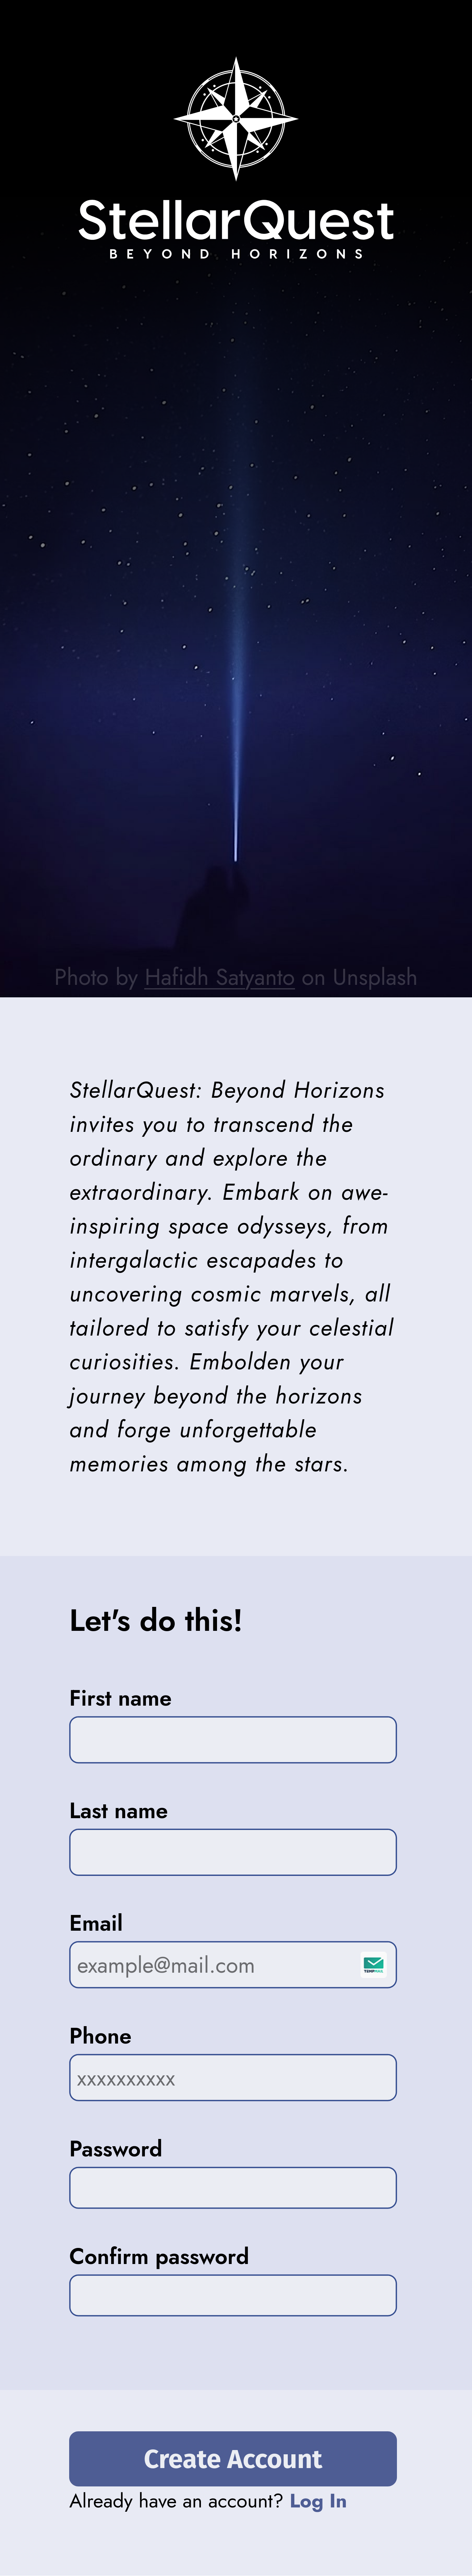 StellarQuest
BEYOND HORIZONS
Photo by Hafidh Satyanto on Unsplash
StellarQuest: Beyond Horizons
invites you to transcend the
ordinary and explore the
extraordinary. Embark on awe-
inspiring space odysseys, from
intergalactic escapades to
uncovering cosmic marvels, all
tailored to satisfy your celestial
curiosities. Embolden your
journey beyond the horizons
and forge unforgettable
memories among the stars.
Let's do this!
First name
Last name
Email
example@mail.com
TEMPMAIL
Phone
xxxxxxxxxx
Password
Confirm password
Create Account
Already have an account? Log In